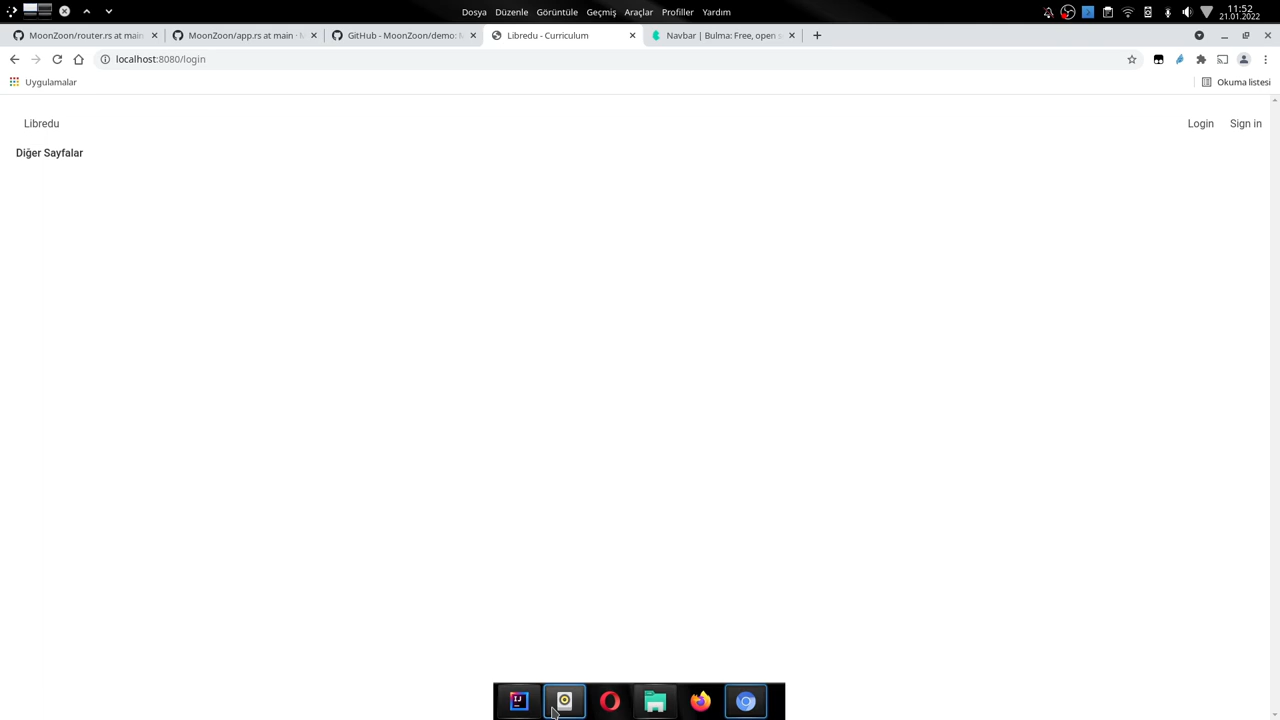 Dosya Düzenle Görüntüle Geçmiş Araçlar Profiller Yardım
11:52
21.01.2022
MoonZoon/router.rs at main
MoonZoon/app.rs at main ·
GitHub - MoonZoon/demo:
Libredu - Curriculum
Navbar | Bulma: Free, open s
localhost:8080/login
Uygulamalar
Okuma listesi
Libredu
Login Sign in
Diğer Sayfalar